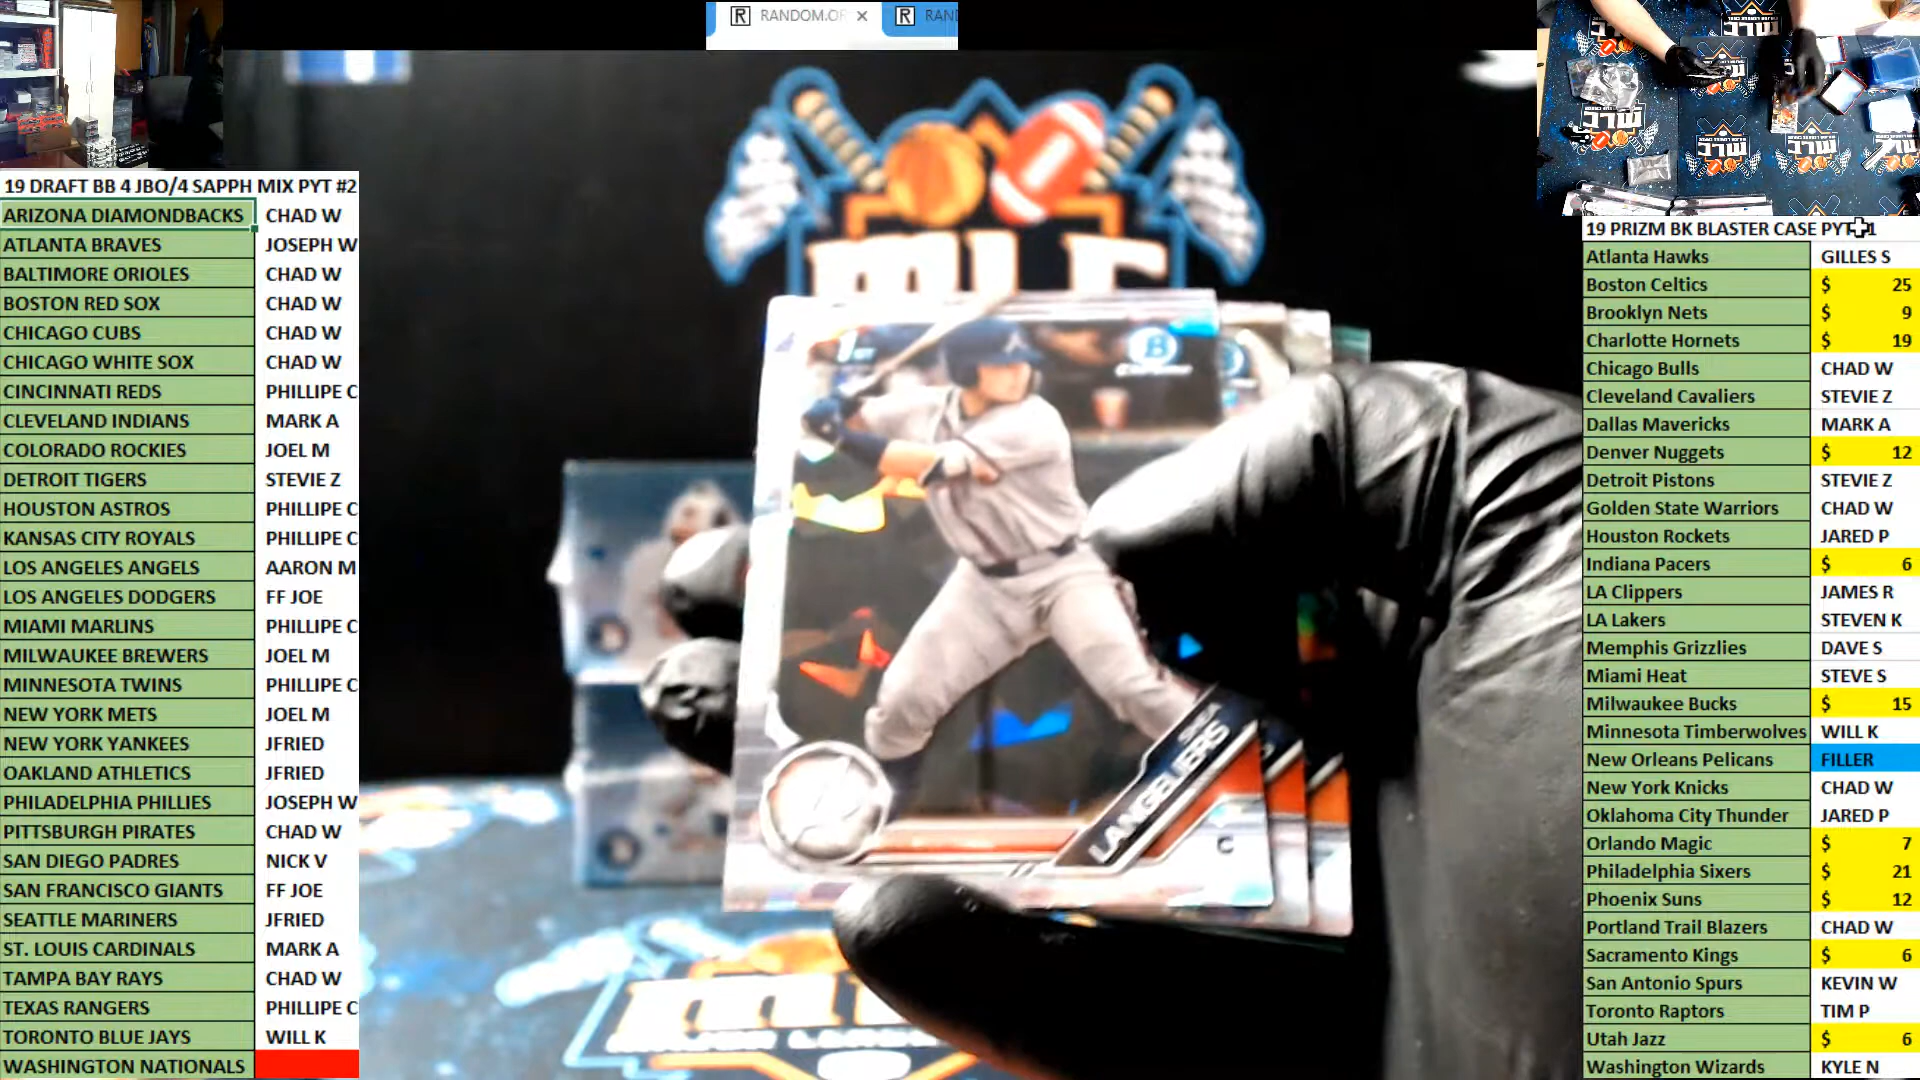 RANDOM.OR
RAN
19 DRAFT BB 4 JBO/4 SAPPH MIX PYT #2
ARIZONA DIAMONDBACKS CHAD W
ATLANTA BRAVES JOSEPH W
BALTIMORE ORIOLES CHAD W
BOSTON RED SOX CHAD W
CHICAGO CUBS CHAD W
CHICAGO WHITE SOX CHAD W
CINCINNATI REDS PHILLIPE C
CLEVELAND INDIANS MARK A
COLORADO ROCKIES JOEL M
DETROIT TIGERS STEVIE Z
HOUSTON ASTROS PHILLIPE C
KANSAS CITY ROYALS PHILLIPE C
LOS ANGELES ANGELS AARON M
LOS ANGELES DODGERS FF JOE
MIAMI MARLINS PHILLIPE C
MILWAUKEE BREWERS JOEL M
MINNESOTA TWINS PHILLIPE C
NEW YORK METS JOEL M
NEW YORK YANKEES JFRIED
OAKLAND ATHLETICS JFRIED
PHILADELPHIA PHILLIES JOSEPH W
PITTSBURGH PIRATES CHAD W
SAN DIEGO PADRES NICK V
SAN FRANCISCO GIANTS FF JOE
SEATTLE MARINERS JFRIED
ST. LOUIS CARDINALS MARK A
TAMPA BAY RAYS CHAD W
TEXAS RANGERS PHILLIPE C
TORONTO BLUE JAYS WILL K
WASHINGTON NATIONALS
MLC
1ST
B
SHEA
LANGELIERS
C
19 PRIZM BK BLASTER CASE PYT 1
Atlanta Hawks GILLES S
Boston Celtics $ 25
Brooklyn Nets $ 9
Charlotte Hornets $ 19
Chicago Bulls CHAD W
Cleveland Cavaliers STEVIE Z
Dallas Mavericks MARK A
Denver Nuggets $ 12
Detroit Pistons STEVIE Z
Golden State Warriors CHAD W
Houston Rockets JARED P
Indiana Pacers $ 6
LA Clippers JAMES R
LA Lakers STEVEN K
Memphis Grizzlies DAVE S
Miami Heat STEVE S
Milwaukee Bucks $ 15
Minnesota Timberwolves WILL K
New Orleans Pelicans FILLER
New York Knicks CHAD W
Oklahoma City Thunder JARED P
Orlando Magic $ 7
Philadelphia Sixers $ 21
Phoenix Suns $ 12
Portland Trail Blazers CHAD W
Sacramento Kings $ 6
San Antonio Spurs KEVIN W
Toronto Raptors TIM P
Utah Jazz $ 6
Washington Wizards KYLE N